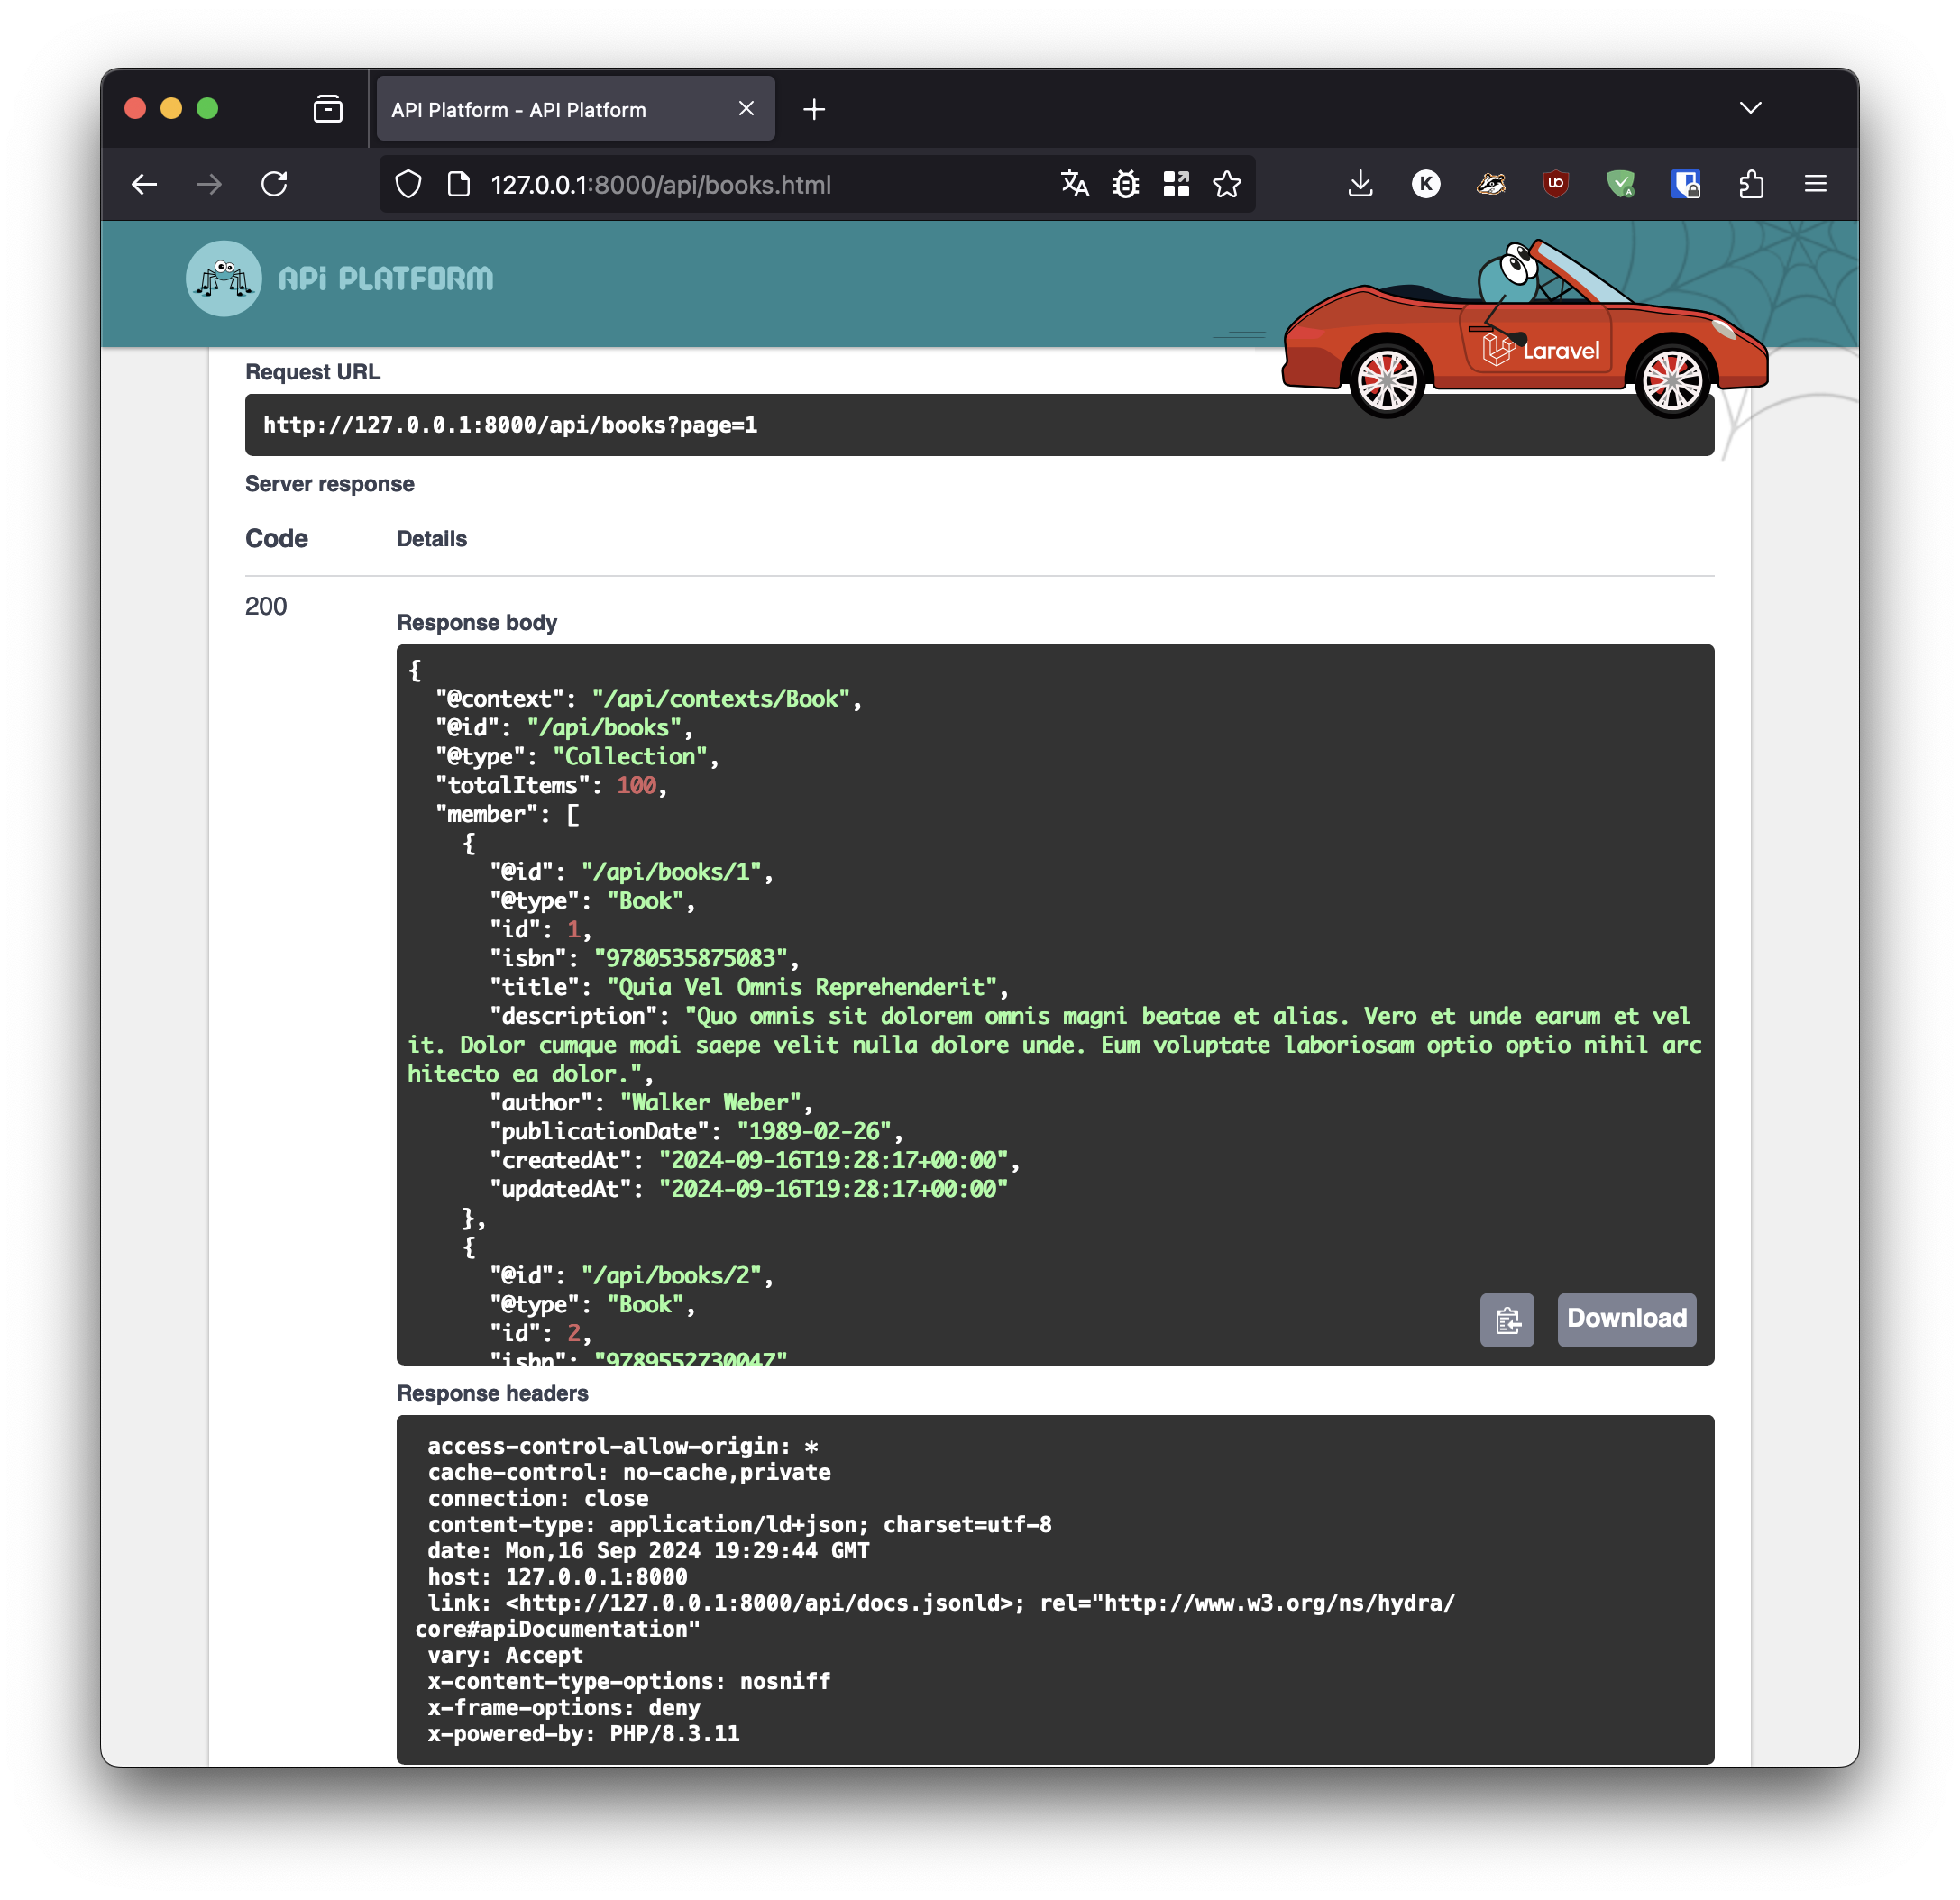 API Platform - API Platform
127.0.0.1:8000/api/books.html
K
API PLATFORM
Laravel
Request URL
http://127.0.0.1:8000/api/books?page=1
Server response
Code Details
200
Response body
{
"@context": "/api/contexts/Book",
"@id": "/api/books",
"@type": "Collection",
"totalItems": 100,
"member": [
{
"@id": "/api/books/1",
"@type": "Book",
"id": 1,
"isbn": "9780535875083",
"title": "Quia Vel Omnis Reprehenderit",
"description": "Quo omnis sit dolorem omnis magni beatae et alias. Vero et unde earum et vel
it. Dolor cumque modi saepe velit nulla dolore unde. Eum voluptate laboriosam optio optio nihil arc
hitecto ea dolor.",
"author": "Walker Weber",
"publicationDate": "1989-02-26",
"createdAt": "2024-09-16T19:28:17+00:00",
"updatedAt": "2024-09-16T19:28:17+00:00"
},
{
"@id": "/api/books/2",
"@type": "Book",
"id": 2,
"isbn": "9789552730047"
Download
Response headers
access-control-allow-origin: *
cache-control: no-cache,private
connection: close
content-type: application/ld+json; charset=utf-8
date: Mon,16 Sep 2024 19:29:44 GMT
host: 127.0.0.1:8000
link: <http://127.0.0.1:8000/api/docs.jsonld>; rel="http://www.w3.org/ns/hydra/
core#apiDocumentation"
vary: Accept
x-content-type-options: nosniff
x-frame-options: deny
x-powered-by: PHP/8.3.11